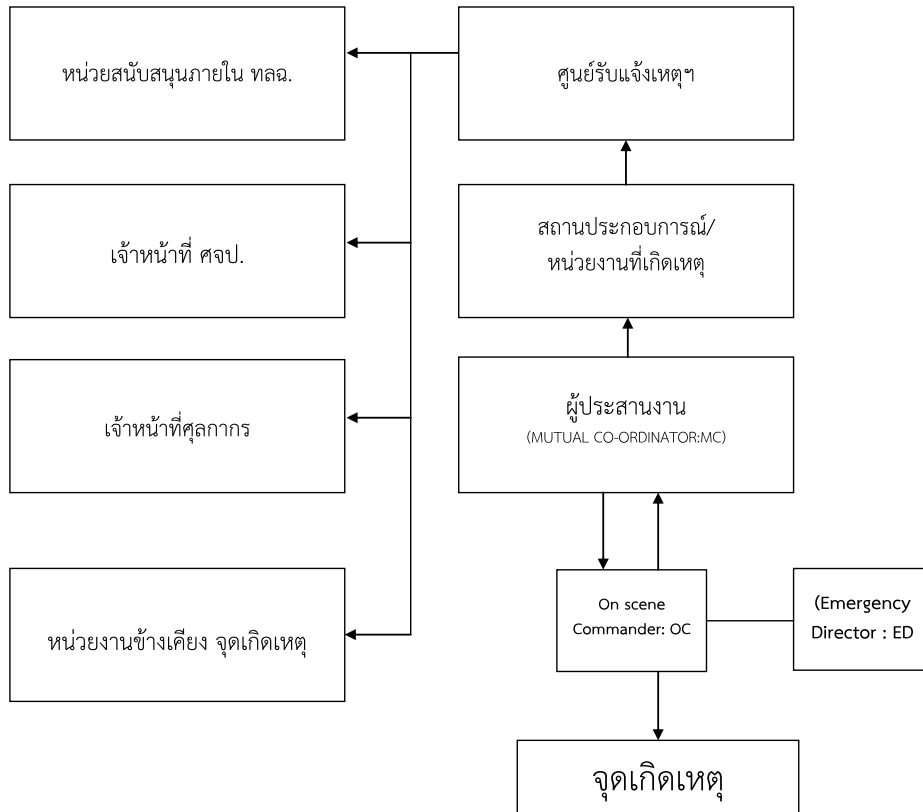 หน่วยสนับสนุนภายใน ทลฉ.
ศูนย์รับแจ้งเหตุฯ
เจ้าหน้าที่ ศจป.
สถานประกอบการณ์/
หน่วยงานที่เกิดเหตุ
เจ้าหน้าที่ศุลกากร
ผู้ประสานงาน
(MUTUAL CO-ORDINATOR:MC)
หน่วยงานข้างเคียง จุดเกิดเหตุ
On scene
Commander: OC
(Emergency
Director : ED
จุดเกิดเหตุ